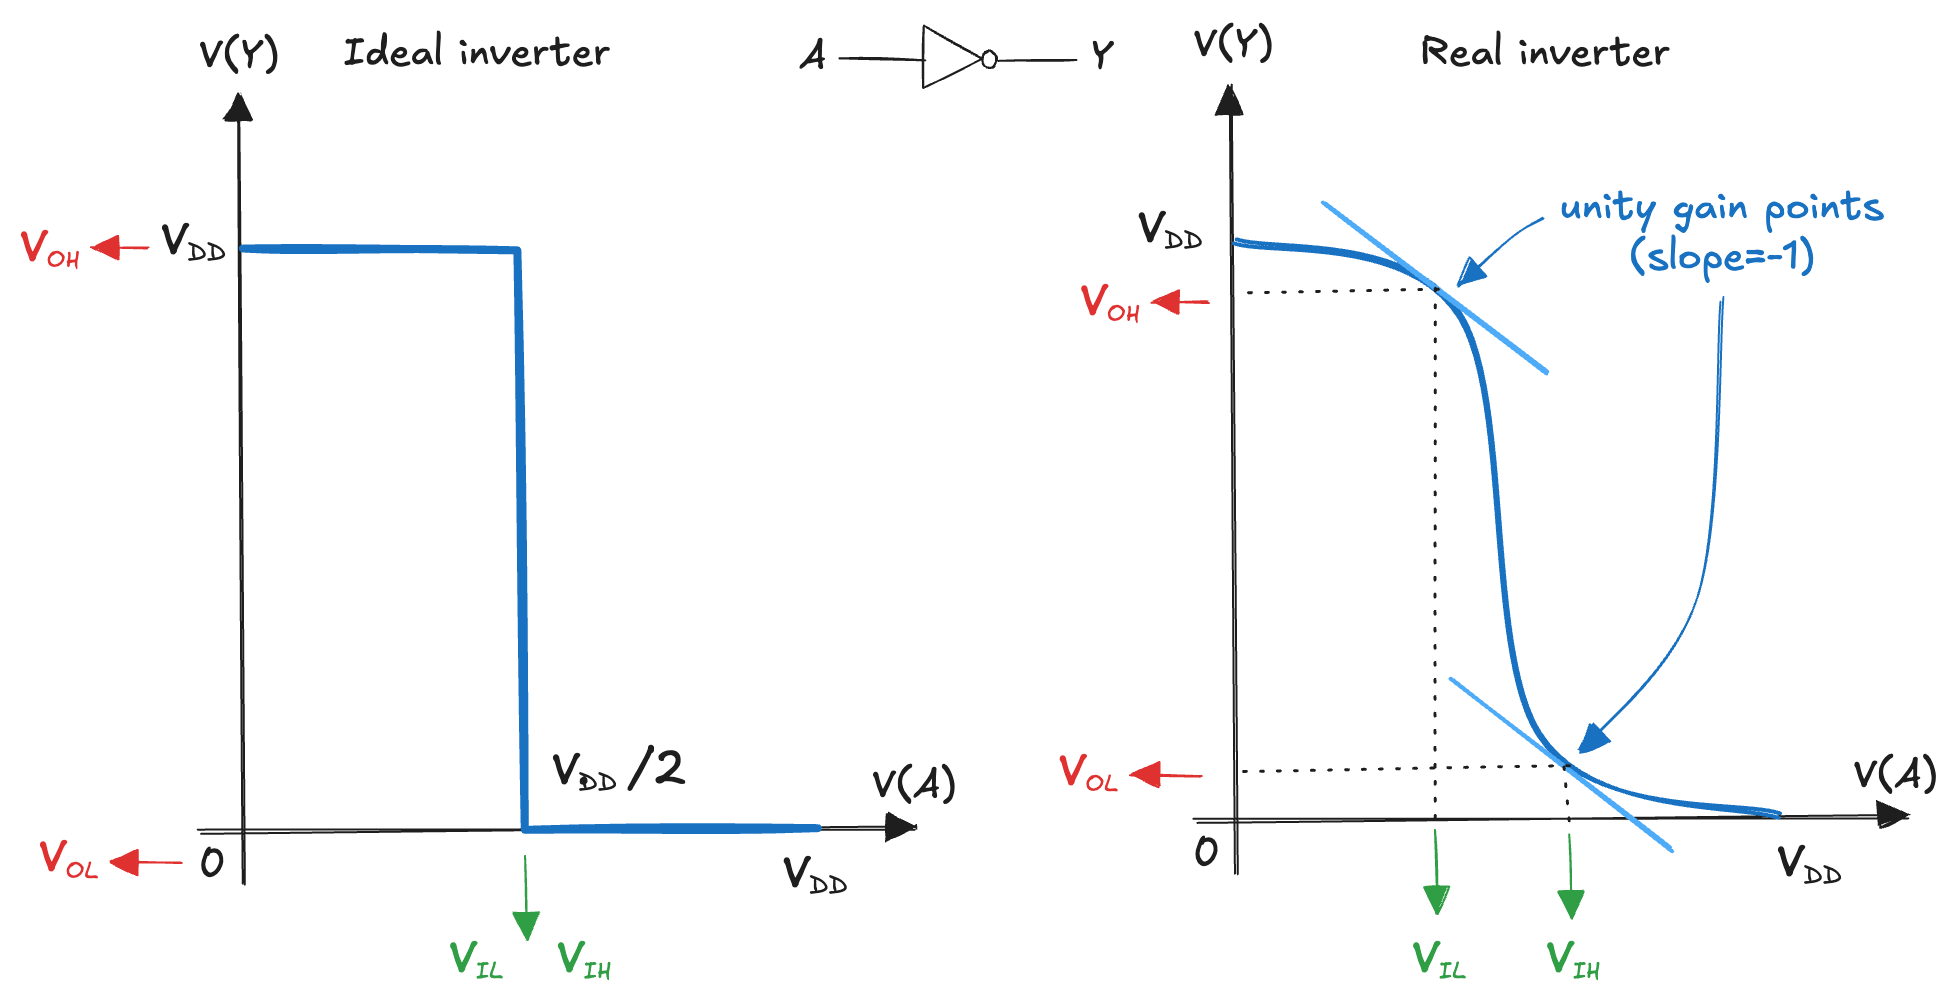 V(Y)
Ideal inverter
A
Y
V(Y)
Real inverter
VOH
VDD
VDD/2
V(A)
VOL
0
VDD
VIL
VIH
VDD
VOH
unity gain points
(slope=-1)
VOL
V(A)
0
VDD
VIL
VIH